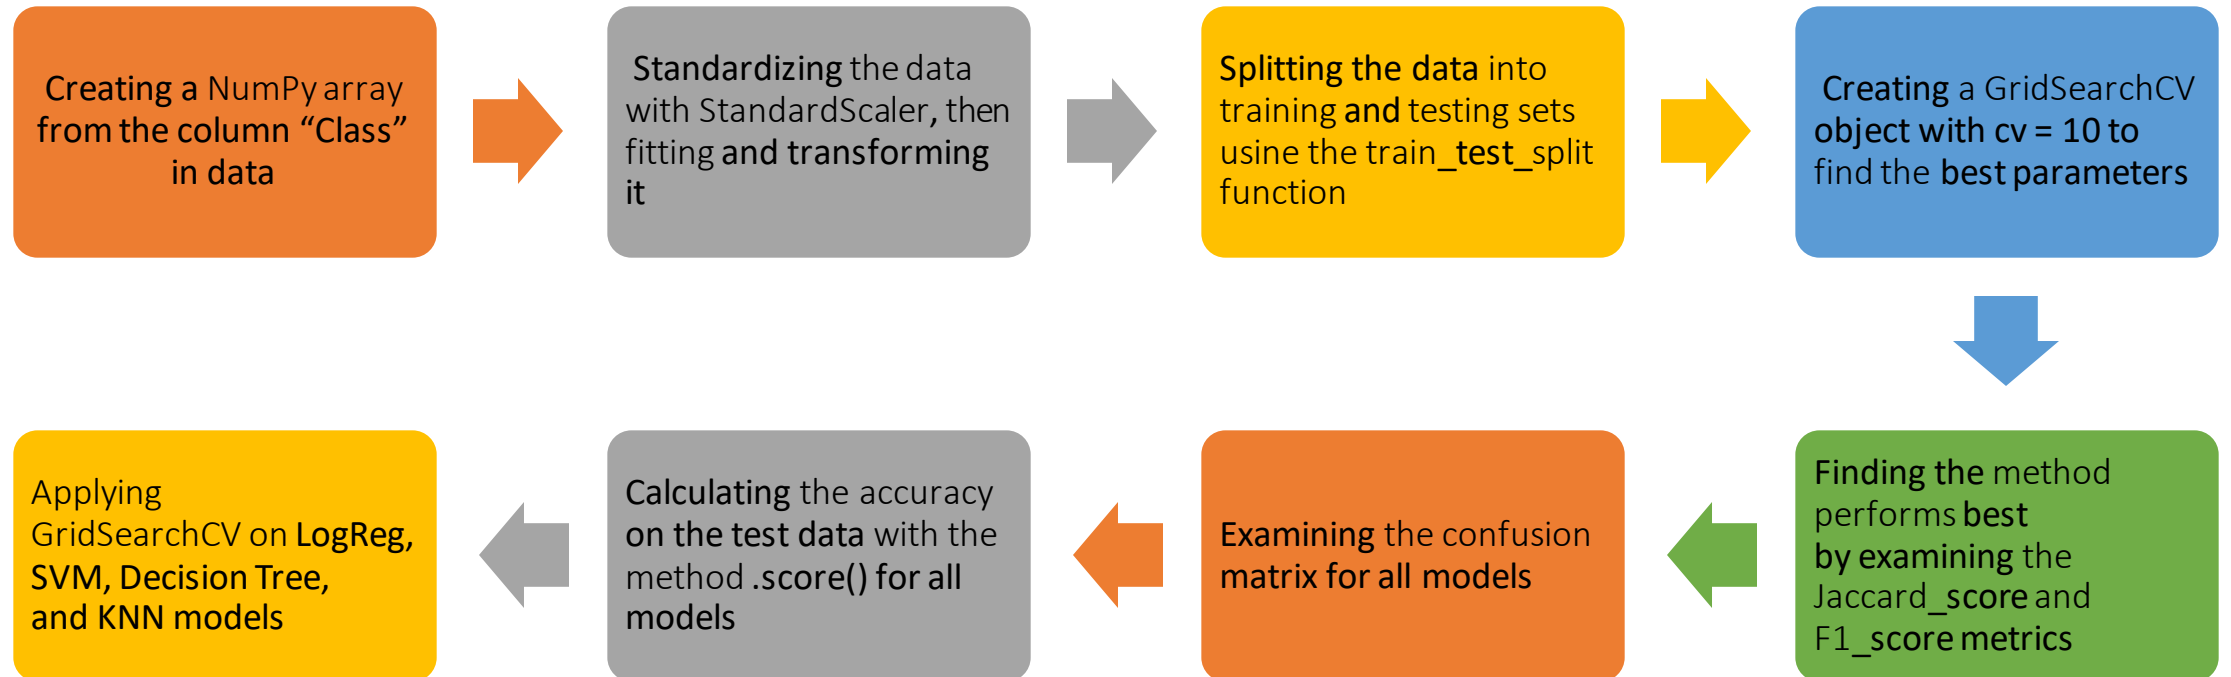 Creating a NumPy array
from the column “Class”
in data
Standardizing the data
with StandardScaler, then
fitting and transforming
it
Splitting the data into
training and testing sets
usine the train_test_split
function
Creating a GridSearchCV
object with cv = 10 to
find the best parameters
Finding the method
performs best
by examining the
Jaccard_score and
F1_score metrics
Examining the confusion
matrix for all models
Calculating the accuracy
on the test data with the
method .score() for all
models
Applying
GridSearchCV on LogReg,
SVM, Decision Tree,
and KNN models